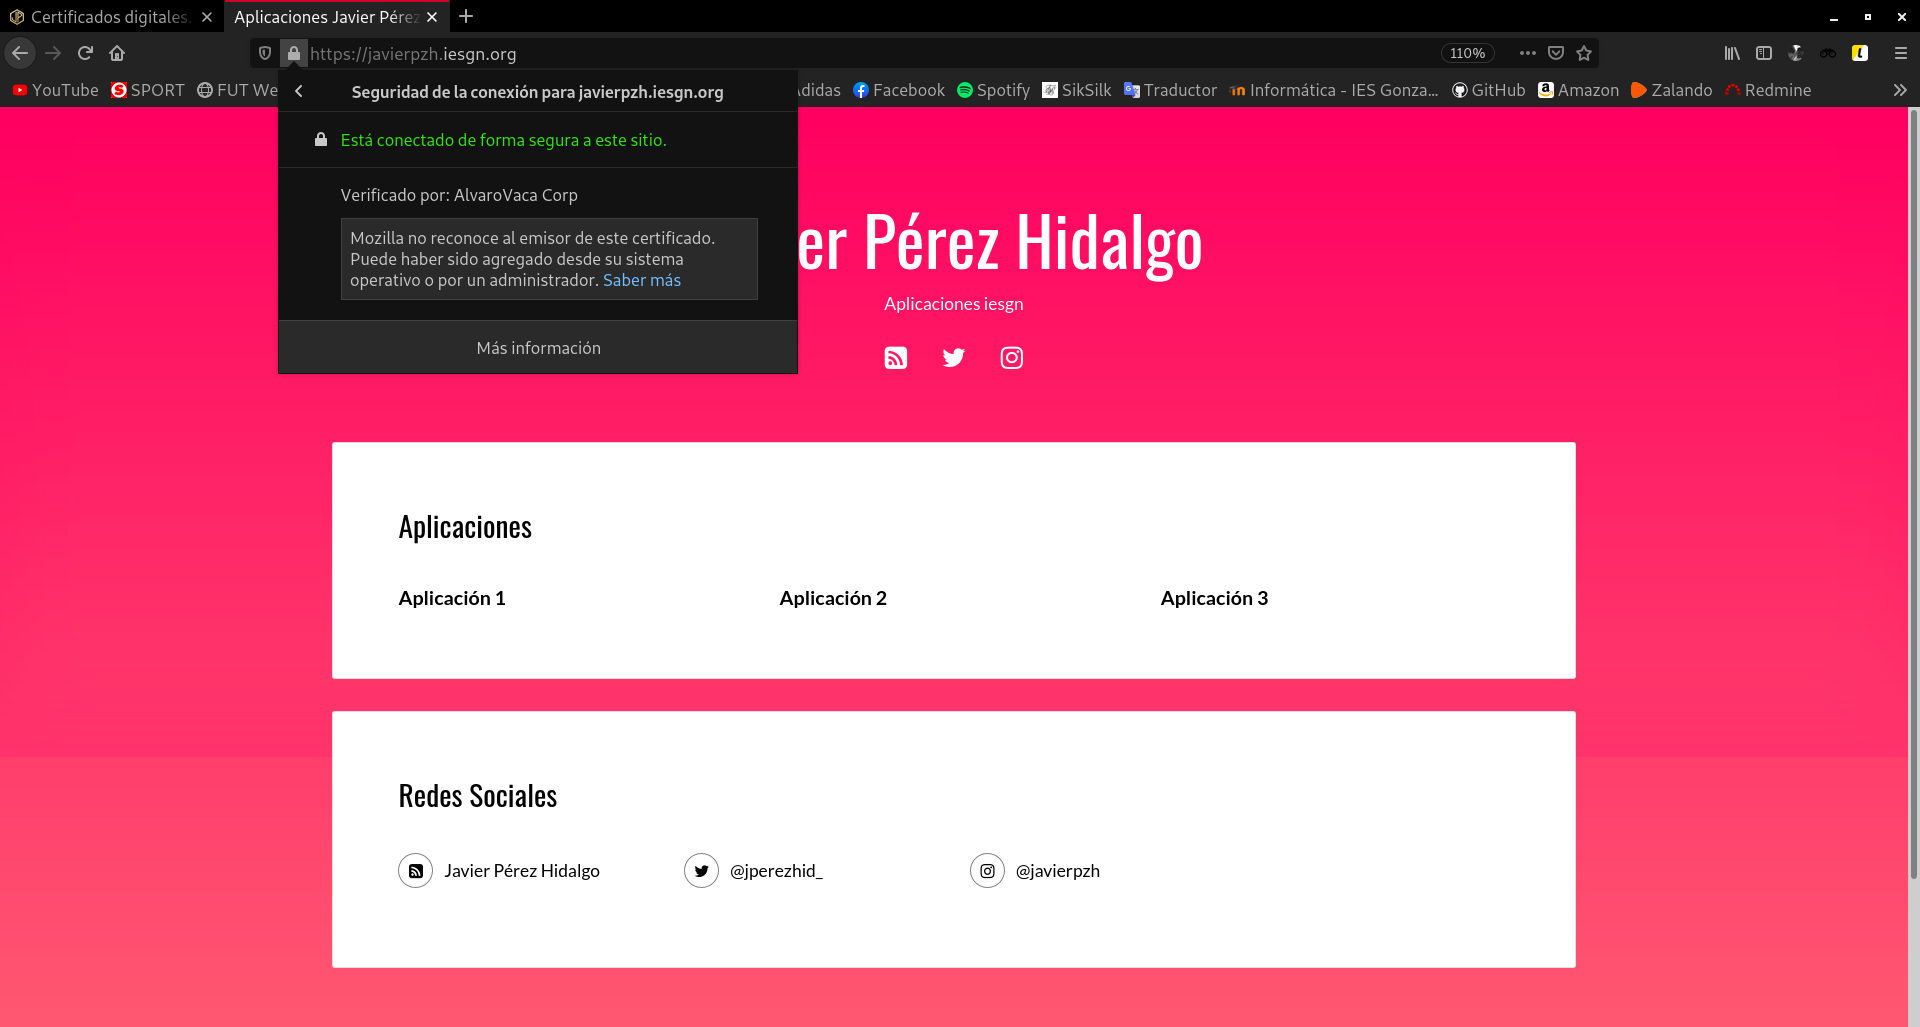 Certificados digitales.
Aplicaciones Javier Pérez
https://javierpzh.iesgn.org
110%
YouTube SPORT FUT We Adidas Facebook Spotify SikSilk Traductor Informática - IES Gonza... GitHub Amazon Zalando Redmine
Seguridad de la conexión para javierpzh.iesgn.org
Está conectado de forma segura a este sitio.
Verificado por: AlvaroVaca Corp
Mozilla no reconoce al emisor de este certificado.
Puede haber sido agregado desde su sistema
operativo o por un administrador. Saber más
Más información
er Pérez Hidalgo
Aplicaciones iesgn
Aplicaciones
Aplicación 1 Aplicación 2 Aplicación 3
Redes Sociales
Javier Pérez Hidalgo @jperezhid_ @javierpzh